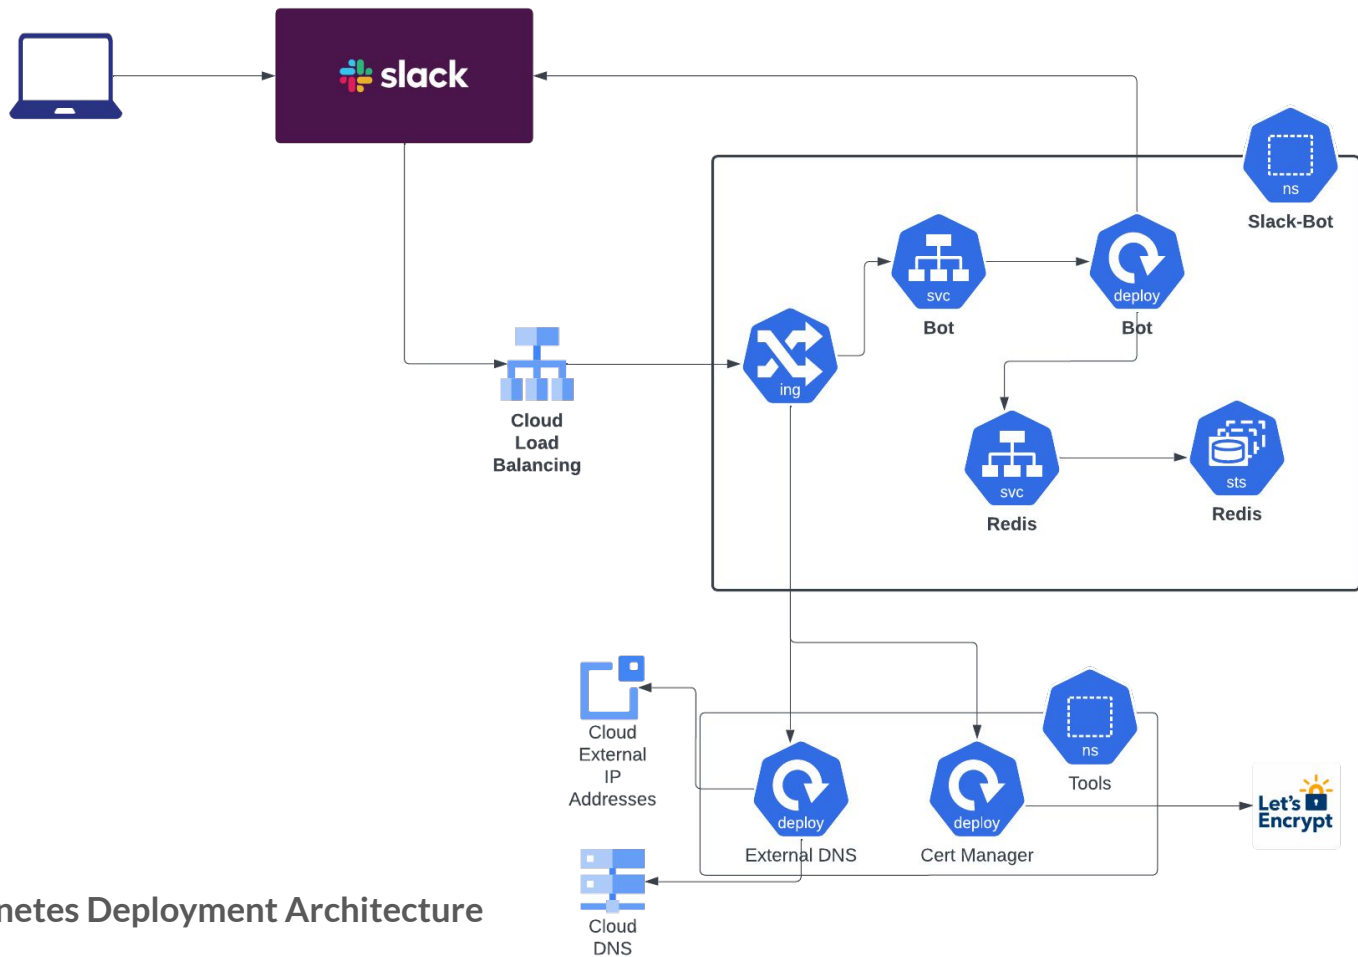 slack
ns
Slack-Bot
svc
Bot
deploy
Bot
ing
Cloud
Load
Balancing
svc
Redis
sts
Redis
Cloud
External
IP
Addresses
ns
Tools
deploy
External DNS
deploy
Cert Manager
Let's
Encrypt
netes Deployment Architecture
Cloud
DNS